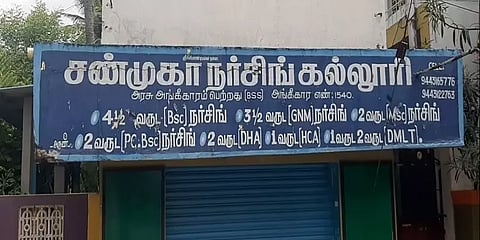 சண்முகா நர்சிங் கல்லூரி
அரசு அங்கீகாரம் பெற்றது (BSS) அங்கீகார எண்:1540.
9443165776
9443122763
4½ வருட (Bsc) நர்சிங் 3½ வருட (GNM) நர்சிங் 2 வருட (MSc) நர்சிங்
2 வருட (PC.Bsc) நர்சிங் 2 வருட (DHA) 1 வருட (HCA) 1 வருட 2 வருட (DMLT)